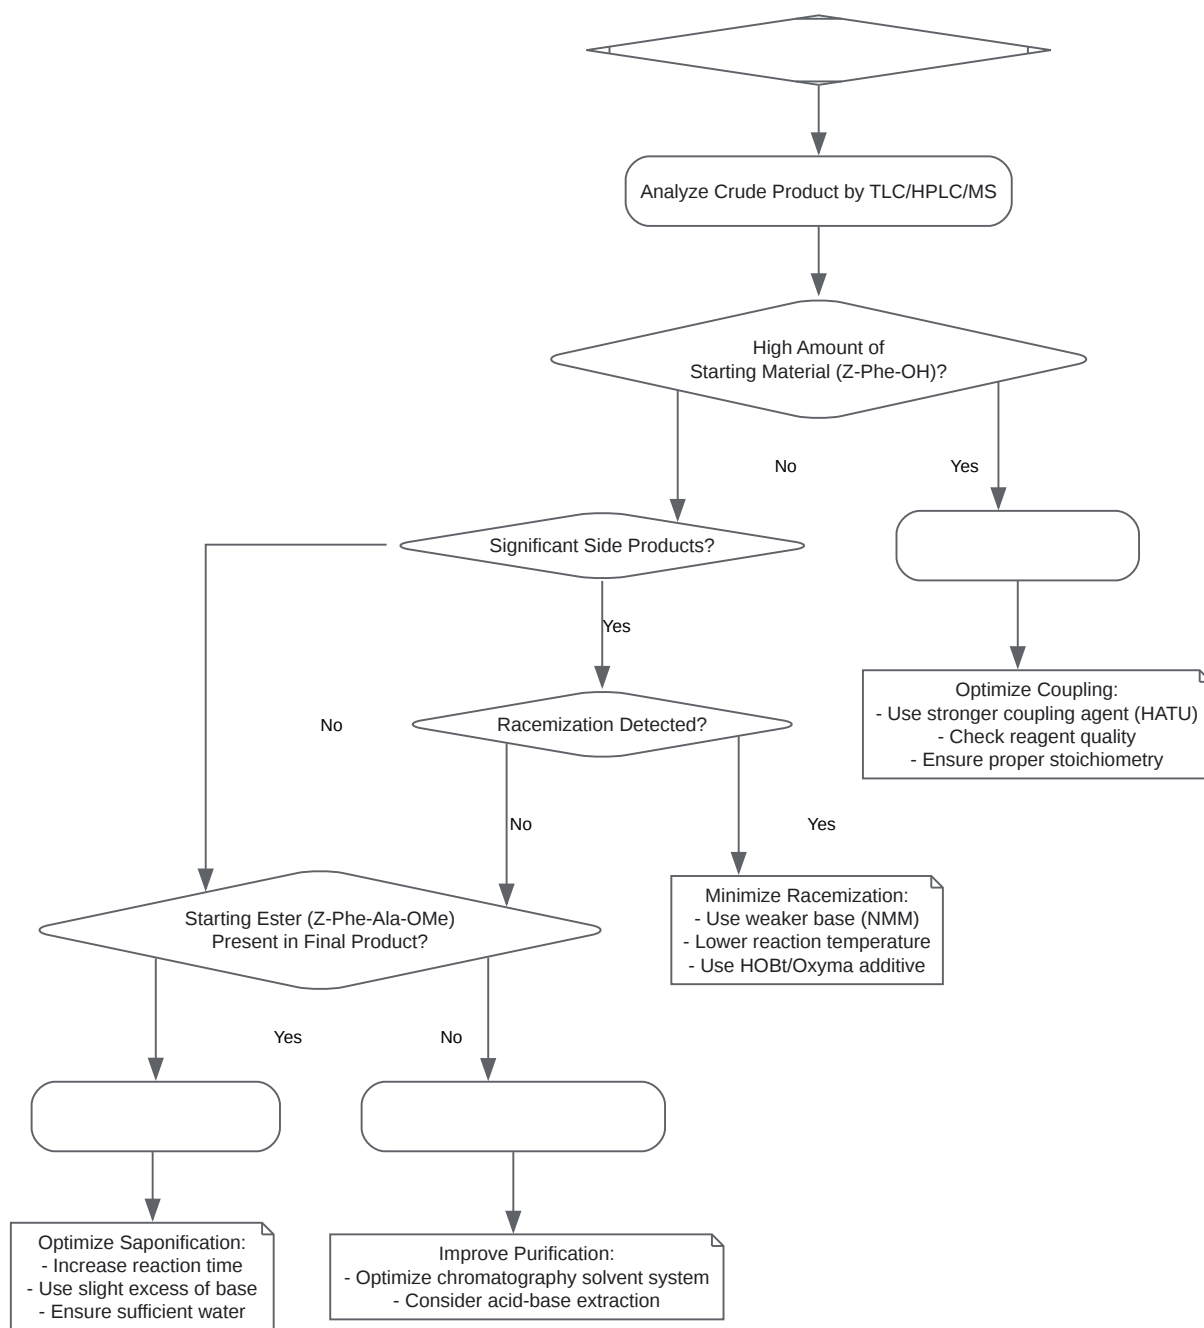 Analyze Crude Product by TLC/HPLC/MS
High Amount of
Starting Material (Z-Phe-OH)?
No
Yes
Significant Side Products?
Yes
Optimize Coupling:
- Use stronger coupling agent (HATU)
- Check reagent quality
- Ensure proper stoichiometry
No
Racemization Detected?
No
Yes
Minimize Racemization:
- Use weaker base (NMM)
- Lower reaction temperature
- Use HOBt/Oxyma additive
Starting Ester (Z-Phe-Ala-OMe)
Present in Final Product?
Yes
No
Optimize Saponification:
- Increase reaction time
- Use slight excess of base
- Ensure sufficient water
Improve Purification:
- Optimize chromatography solvent system
- Consider acid-base extraction